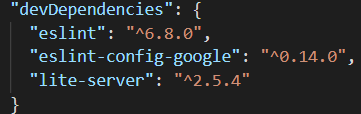 "devDependencies": {
"eslint": "^6.8.0",
"eslint-config-google": "^0.14.0",
"lite-server": "^2.5.4"
}